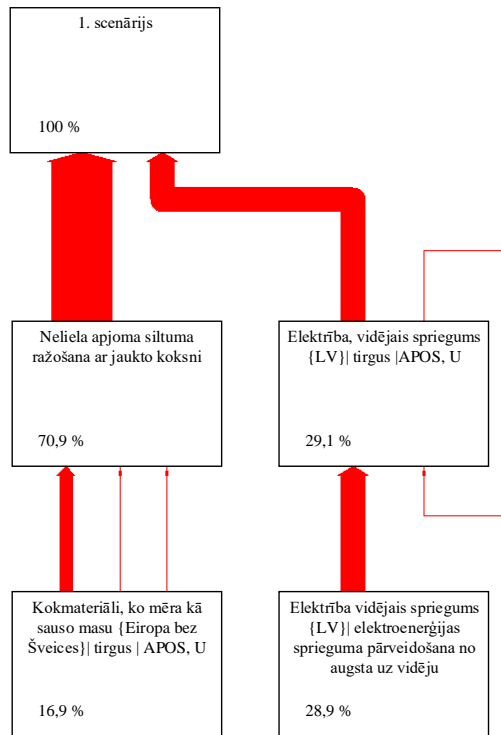 1. scenārijs
100 %
Neliela apjoma siltuma
ražošana ar jaukto koksni
70,9 %
Elektrība, vidējais spriegums
{LV}| tirgus |APOS, U
29,1 %
Kokmateriāli, ko mēra kā
sauso masu {Eiropa bez
Šveices}| tirgus | APOS, U
16,9 %
Elektrība vidējais spriegums
{LV}| elektroenerģijas
sprieguma pārveidošana no
augsta uz vidēju
28,9 %